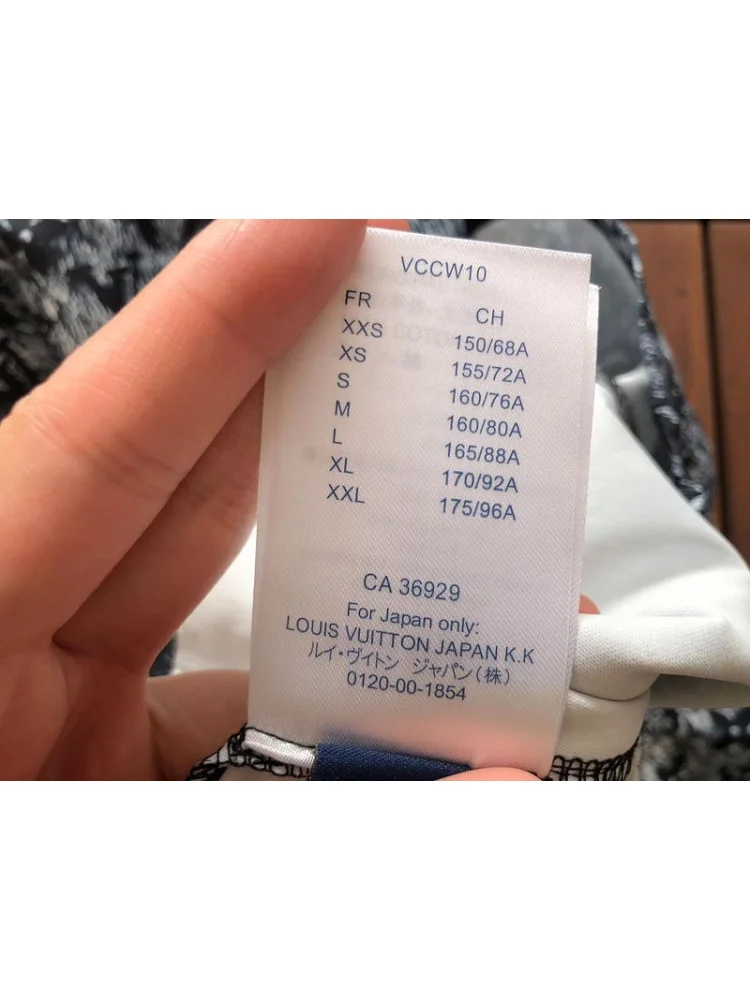 VCCW10
FR CH
XXS 150/68A
XS 155/72A
S 160/76A
M 160/80A
L 165/88A
XL 170/92A
XXL 175/96A
CA 36929
For Japan only:
LOUIS VUITTON JAPAN K.K
ルイ・ヴィトン ジャパン(株)
0120-00-1854